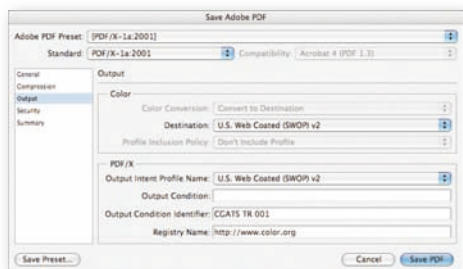 Save Adobe PDF
Adobe PDF Preset: [PDF/X-1a:2001]
Standard: PDF/X-1a:2001 Compatibility: Acrobat 4 (PDF 1.3)
General
Compression
Output
Security
Summary
Output
Color
Color Conversion: Convert to Destination
Destination: U.S. Web Coated (SWOP) v2
Profile Inclusion Policy: Don't Include Profile
PDF/X
Output Intent Profile Name: U.S. Web Coated (SWOP) v2
Output Condition:
Output Condition Identifier: CGATS TR 001
Registry Name: http://www.color.org
Save Preset... Cancel Save PDF